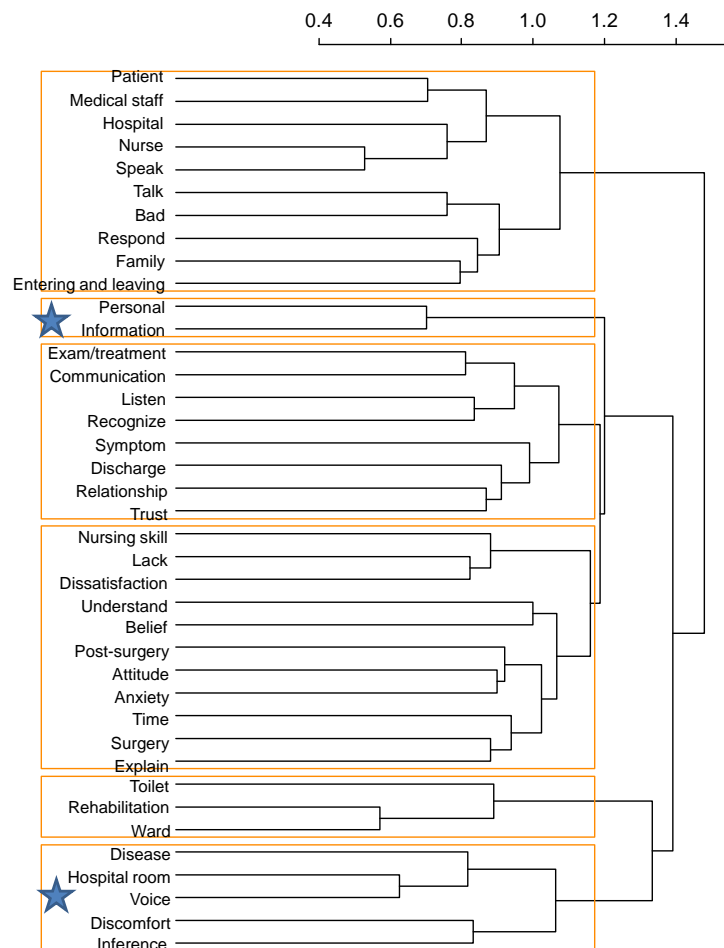 0.4 0.6 0.8 1.0 1.2 1.4
Patient
Medical staff
Hospital
Nurse
Speak
Talk
Bad
Respond
Family
Entering and leaving
Personal
Information
Exam/treatment
Communication
Listen
Recognize
Symptom
Discharge
Relationship
Trust
Nursing skill
Lack
Dissatisfaction
Understand
Belief
Post-surgery
Attitude
Anxiety
Time
Surgery
Explain
Toilet
Rehabilitation
Ward
Disease
Hospital room
Voice
Discomfort
Inference